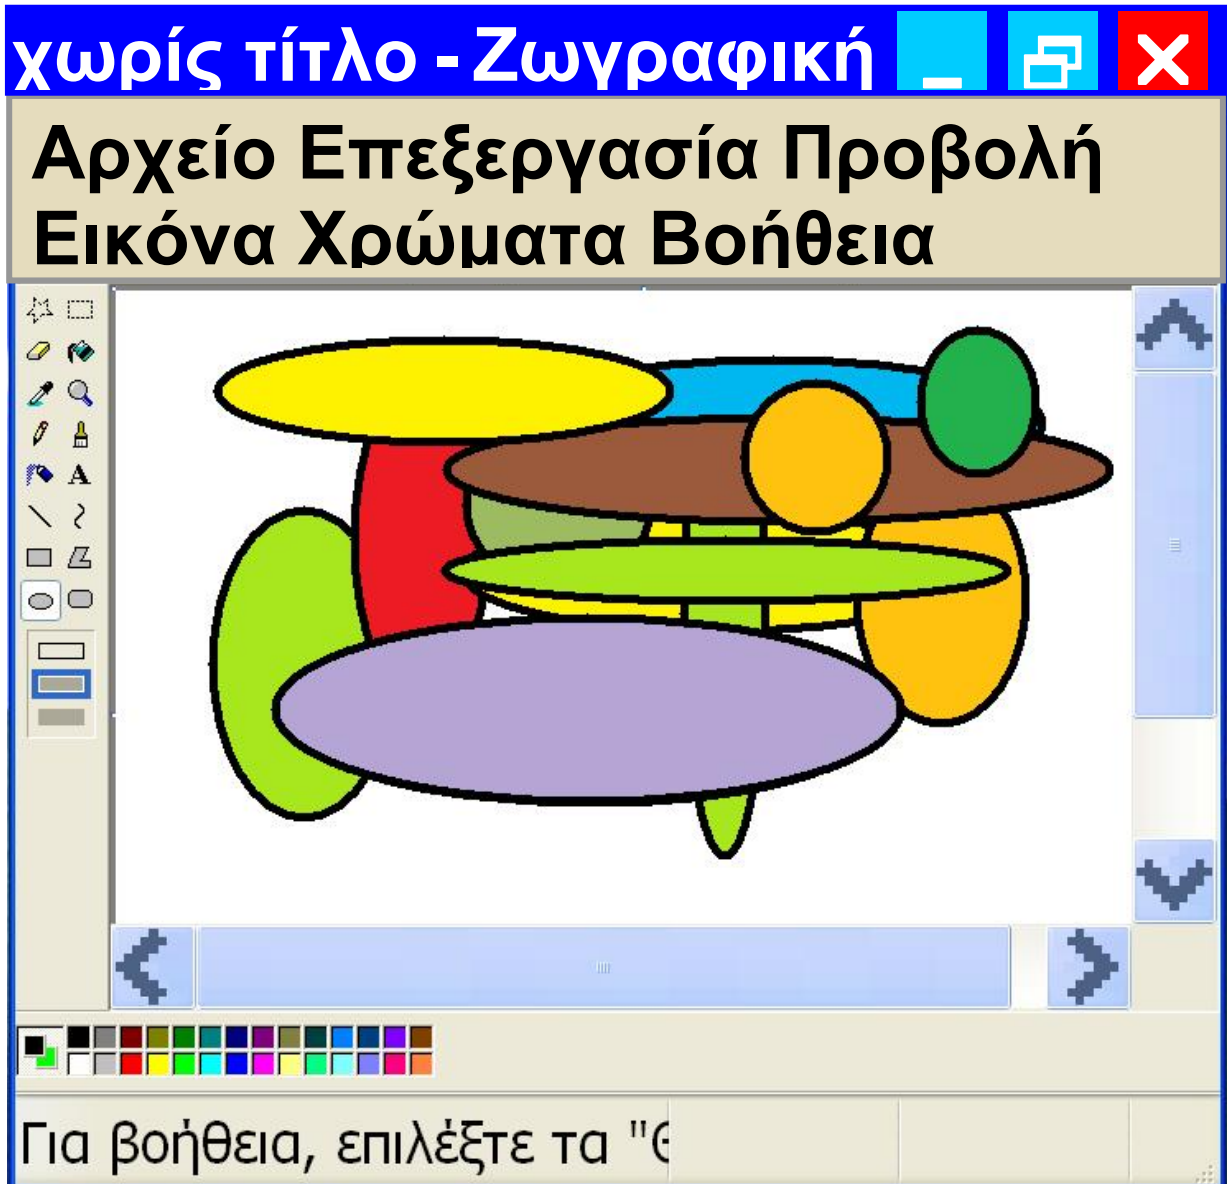 χωρίς τίτλο - Ζωγραφική
Αρχείο Επεξεργασία Προβολή
Εικόνα Χρώματα Βοήθεια
A
Για βοήθεια, επιλέξτε τα "Θ